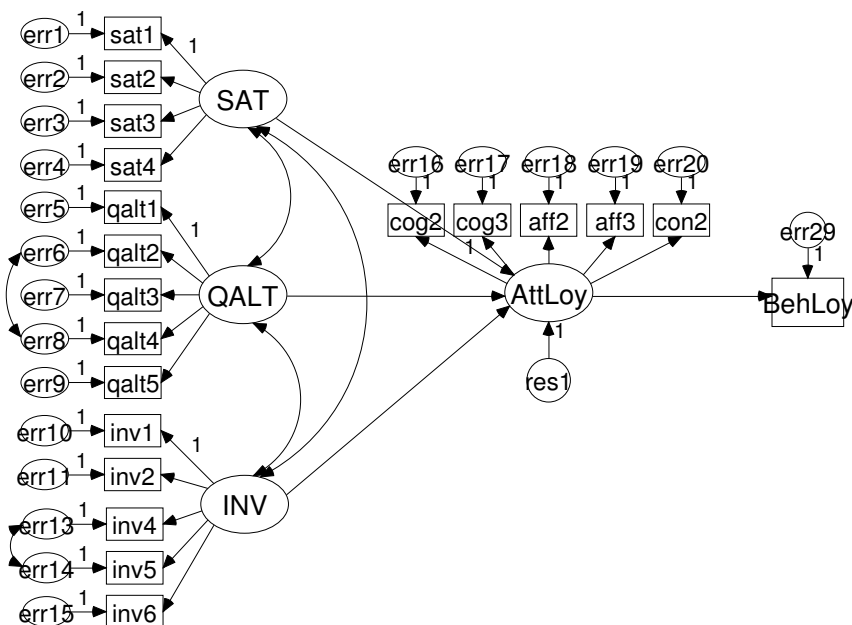 err1 1 sat1 1
err2 1 sat2
err3 1 sat3
err4 1 sat4
SAT
err5 1 qalt1 1
err6 1 qalt2
err7 1 qalt3
err8 1 qalt4
err9 1 qalt5
QALT
err10 1 inv1 1
err11 1 inv2
err13 1 inv4
err14 1 inv5
err15 1 inv6
INV
err16 err17 err18 err19 err20
1 1 1 1 1
cog2 cog3 aff2 aff3 con2
1
AttLoy
1
res1
err29
1
BehLoy